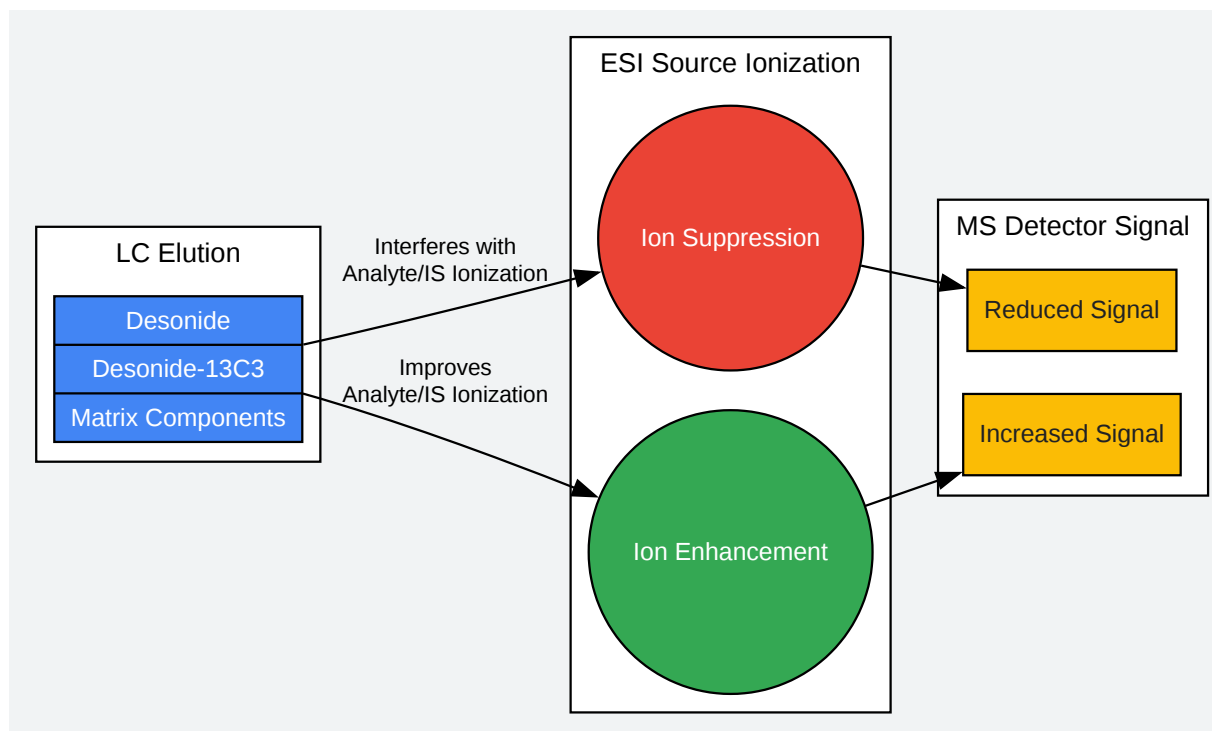 LC Elution
Desonide
Desonide-13C3
Matrix Components
Interferes with
Analyte/IS Ionization
Improves
Analyte/IS Ionization
ESI Source Ionization
Ion Suppression
Ion Enhancement
MS Detector Signal
Reduced Signal
Increased Signal